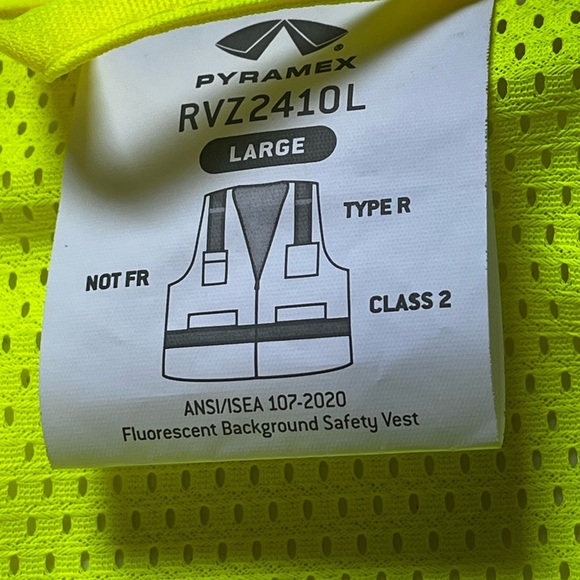 PYRAMEX®
RVZ2410L
LARGE
TYPE R
NOT FR
CLASS 2
ANSI/ISEA 107-2020
Fluorescent Background Safety Vest